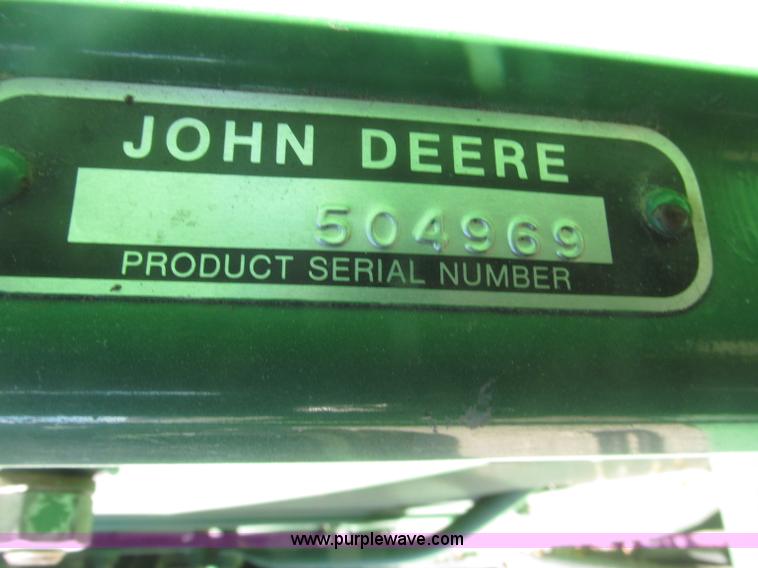 JOHN DEERE
504969
PRODUCT SERIAL NUMBER
www.purplewave.com